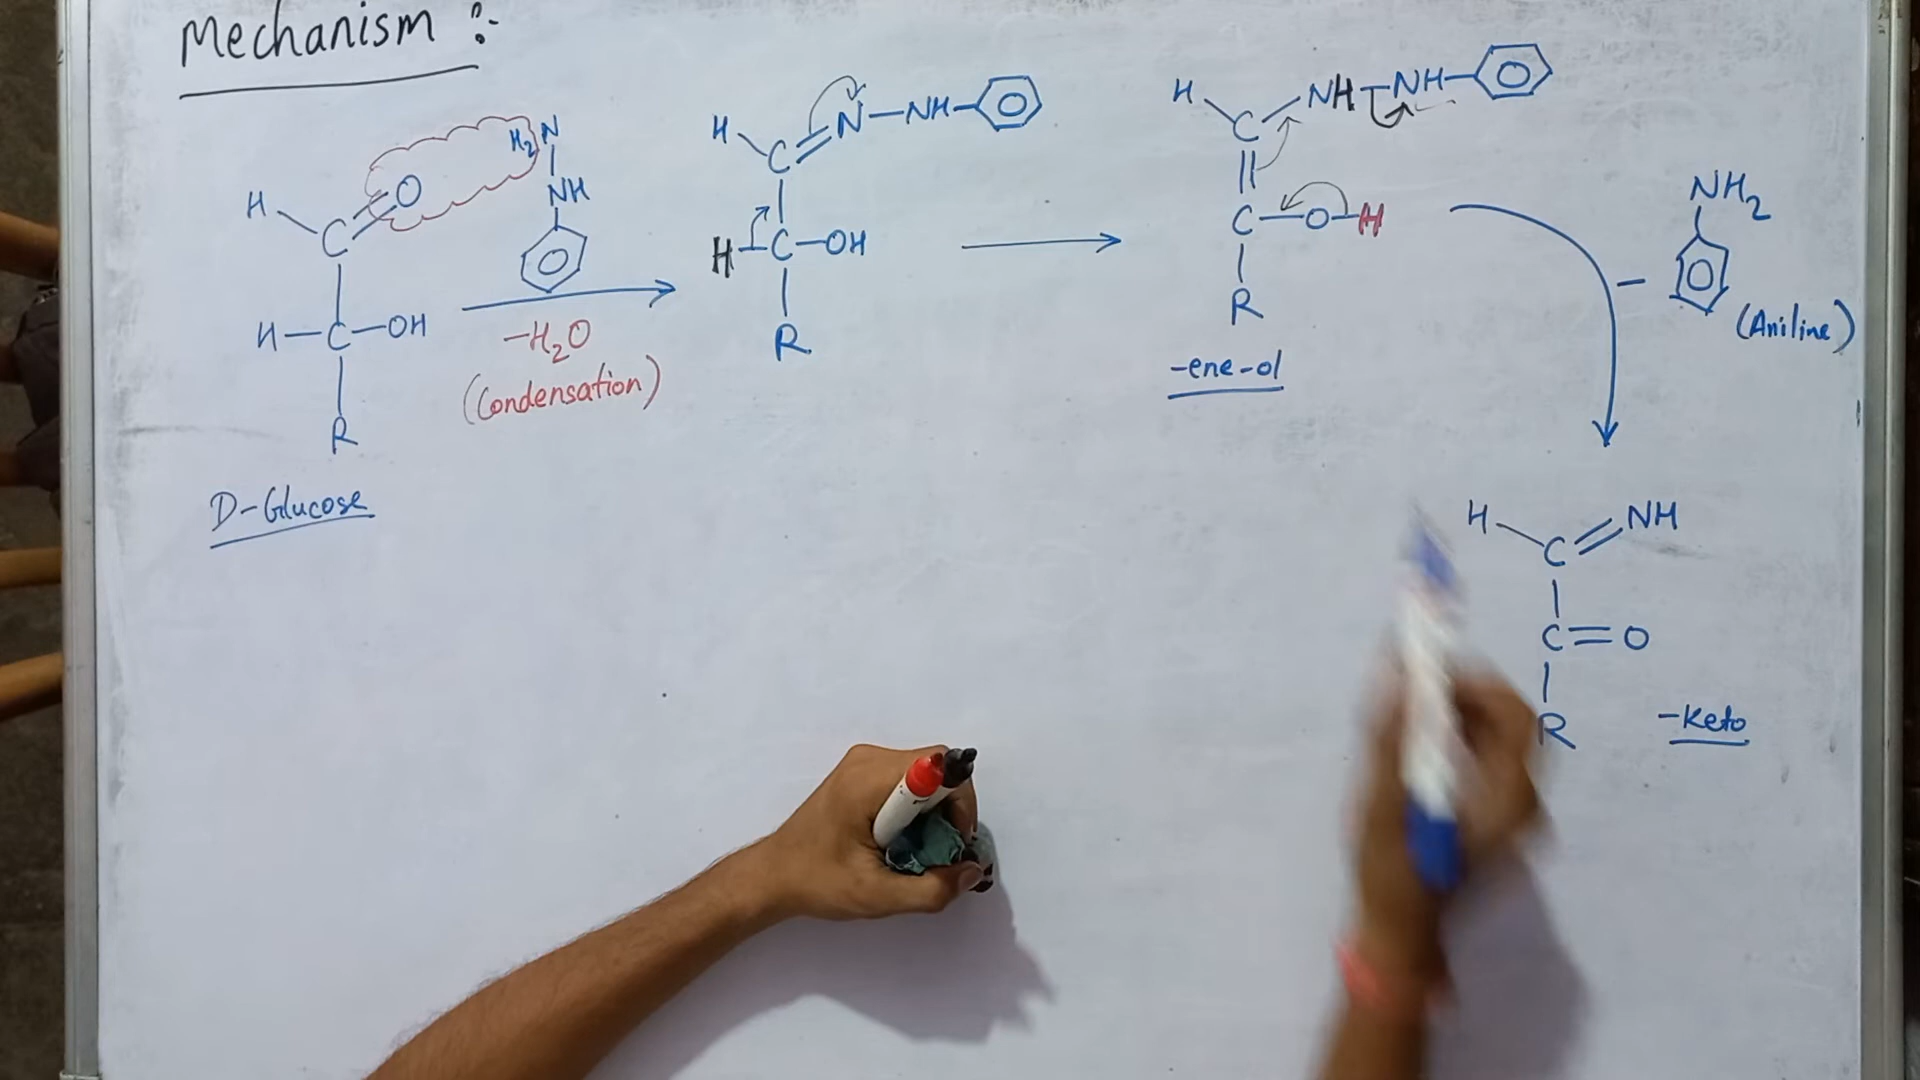 Mechanism :-
H
C
O
H₂N
NH
H—C—OH
R
D-Glucose
—H₂O
(Condensation)
H
C
N—NH
H—C—OH
R
H
C
NH—NH
C—O—H
R
-ene-ol
—
NH₂
(Aniline)
H
C
NH
C=O
R
-Keto